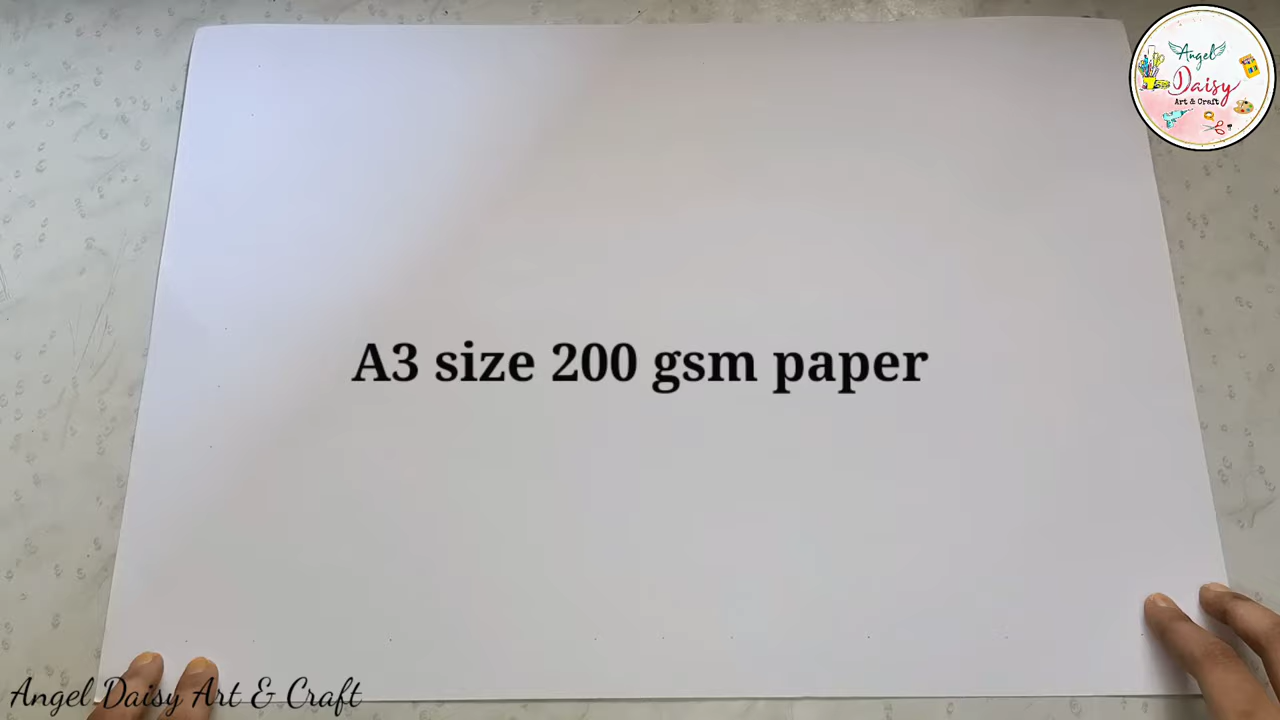 Angel
Daisy
Art & Craft
A3 size 200 gsm paper
Angel Daisy Art & Craft